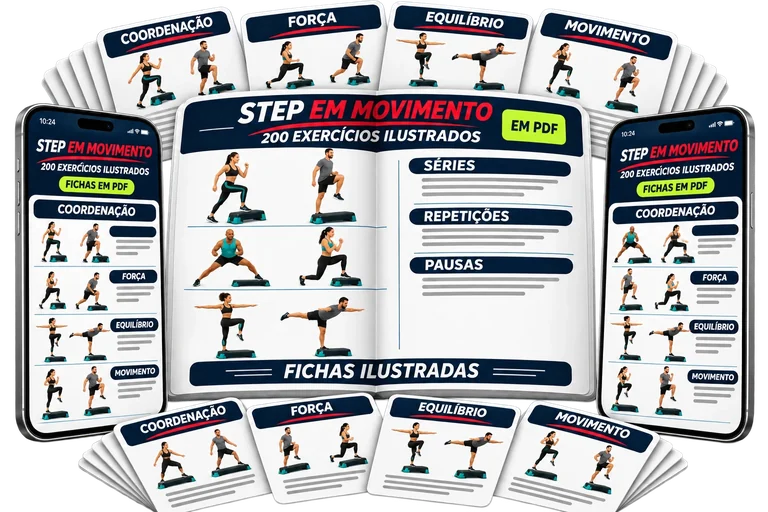 COORDENAÇÃO
FORÇA
EQUILÍBRIO
MOVIMENTO
STEP EM MOVIMENTO
200 EXERCÍCIOS ILUSTRADOS
EM PDF
SÉRIES
REPETIÇÕES
PAUSAS
FICHAS ILUSTRADAS
10:24
STEP EM MOVIMENTO
200 EXERCÍCIOS ILUSTRADOS
FICHAS EM PDF
COORDENAÇÃO
FORÇA
EQUILÍBRIO
MOVIMENTO
10:24
STEP EM MOVIMENTO
200 EXERCÍCIOS ILUSTRADOS
FICHAS EM PDF
COORDENAÇÃO
FORÇA
EQUILÍBRIO
MOVIMENTO
COORDENAÇÃO
FORÇA
EQUILÍBRIO
MOVIMENTO